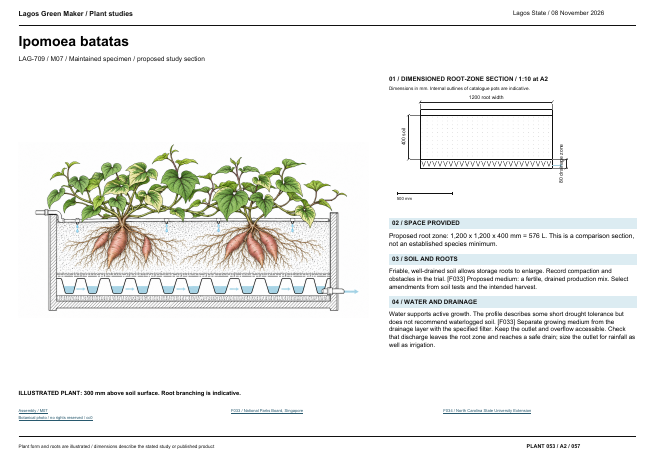 Lagos Green Maker / Plant studies
Lagos State / 08 November 2026
Ipomoea batatas
LAG-709 / M07 / Maintained specimen / proposed study section
01 / DIMENSIONED ROOT-ZONE SECTION / 1:10 at A2
Dimensions in mm. Internal outlines of catalogue pots are indicative.
1200 root width
400 soil
80 drainage zone
500 mm
02 / SPACE PROVIDED
Proposed root zone: 1,200 x 1,200 x 400 mm = 576 L. This is a comparison section,
not an established species minimum.
03 / SOIL AND ROOTS
Friable, well-drained soil allows storage roots to enlarge. Record compaction and
obstacles in the trial. [F033] Proposed medium: a fertile, drained production mix. Select
amendments from soil tests and the intended harvest.
04 / WATER AND DRAINAGE
Water supports active growth. The profile describes some short drought tolerance but
does not recommend waterlogged soil. [F033] Separate growing medium from the
drainage layer with the specified filter. Keep the outlet and overflow accessible. Check
that discharge leaves the root zone and reaches a safe drain; size the outlet for rainfall as
well as irrigation.
ILLUSTRATED PLANT: 300 mm above soil surface. Root branching is indicative.
Assembly / M07
F033 / National Parks Board, Singapore
F034 / North Carolina State University Extension
Botanical photo / no rights reserved / cc0
Plant form and roots are illustrated / dimensions describe the stated study or published product
PLANT 053 / A2 / 057